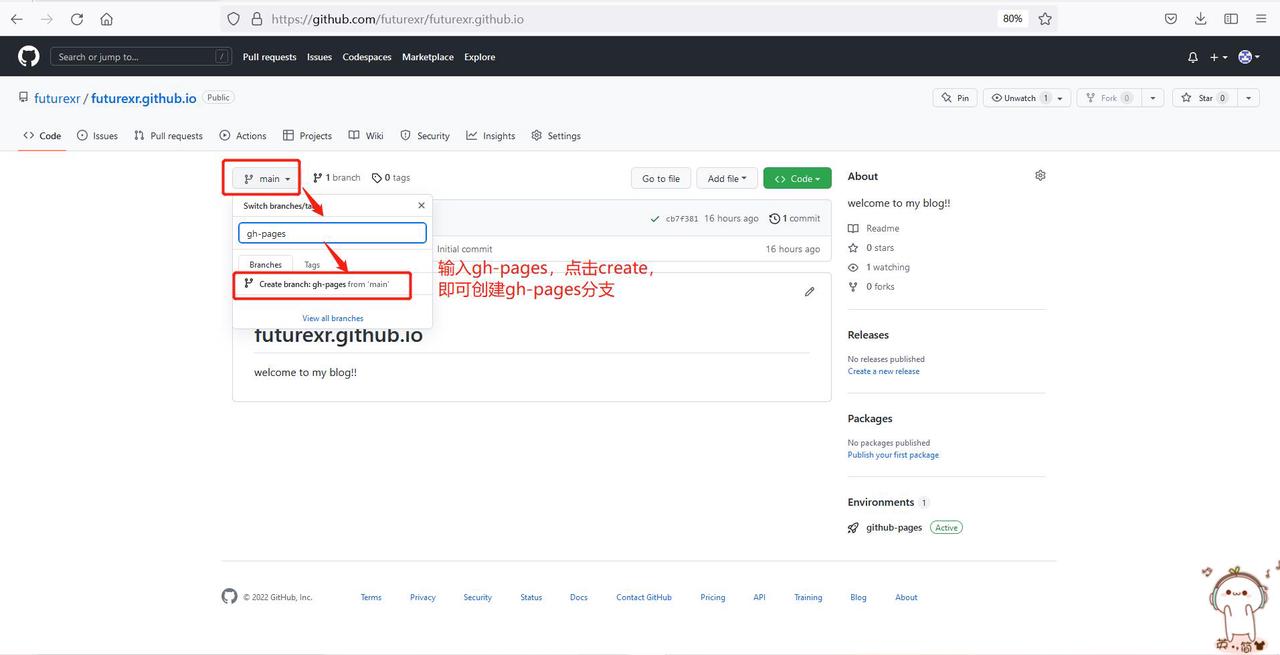 https://github.com/futurexr/futurexr.github.io
80%
Search or jump to...
/
Pull requests
Issues
Codespaces
Marketplace
Explore
futurexr / futurexr.github.io
Public
Pin
Unwatch 1
Fork 0
Star 0
Code
Issues
Pull requests
Actions
Projects
Wiki
Security
Insights
Settings
main
1 branch
0 tags
Go to file
Add file
Code
Switch branches/
gh-pages
Branches
Tags
Create branch: gh-pages from 'main'
View all branches
cb7f381 16 hours ago
1 commit
Initial commit
16 hours ago
输入gh-pages，点击create，
即可创建gh-pages分支
futurexr.github.io
welcome to my blog!!
About
welcome to my blog!!
Readme
0 stars
1 watching
0 forks
Releases
No releases published
Create a new release
Packages
No packages published
Publish your first package
Environments 1
github-pages Active
© 2022 GitHub, Inc.
Terms
Privacy
Security
Status
Docs
Contact GitHub
Pricing
API
Training
Blog
About